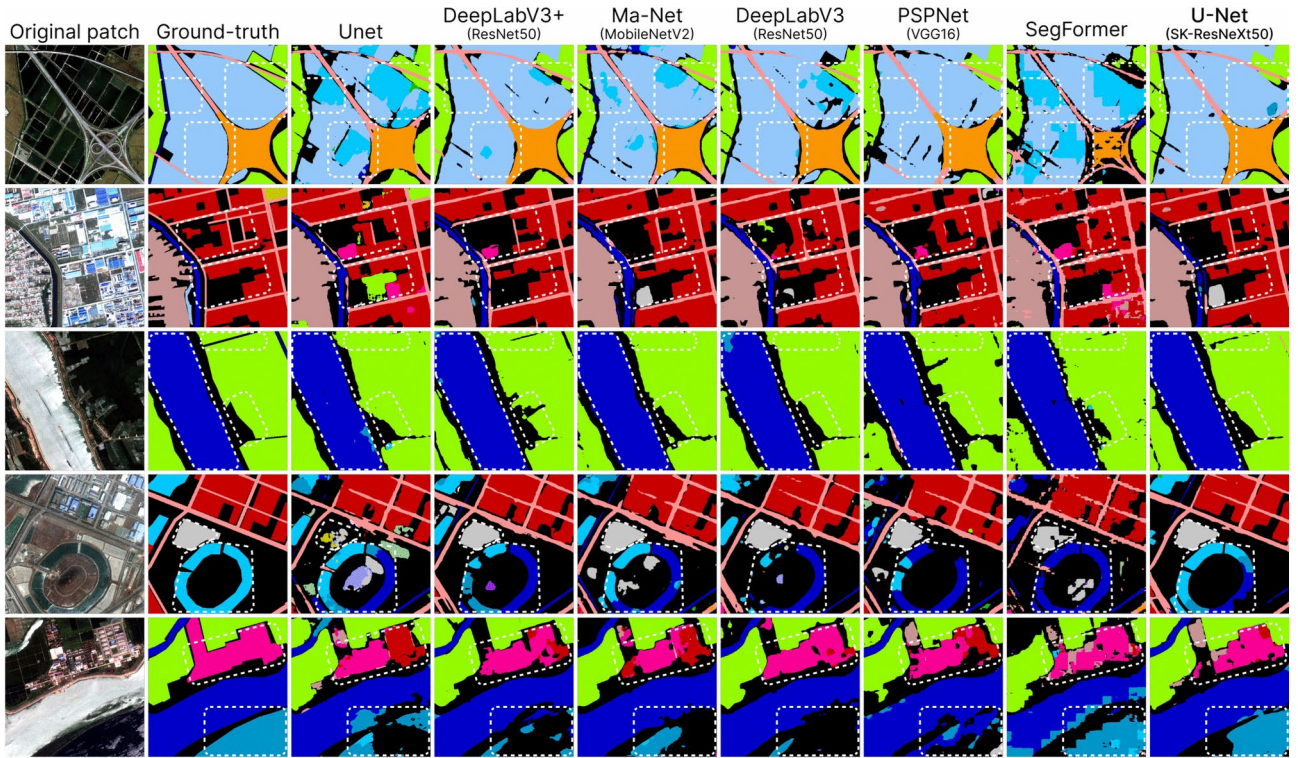 Original patch
Ground-truth
Unet
DeepLabV3+
(ResNet50)
Ma-Net
(MobileNetV2)
DeepLabV3
(ResNet50)
PSPNet
(VGG16)
SegFormer
U-Net
(SK-ResNeXt50)